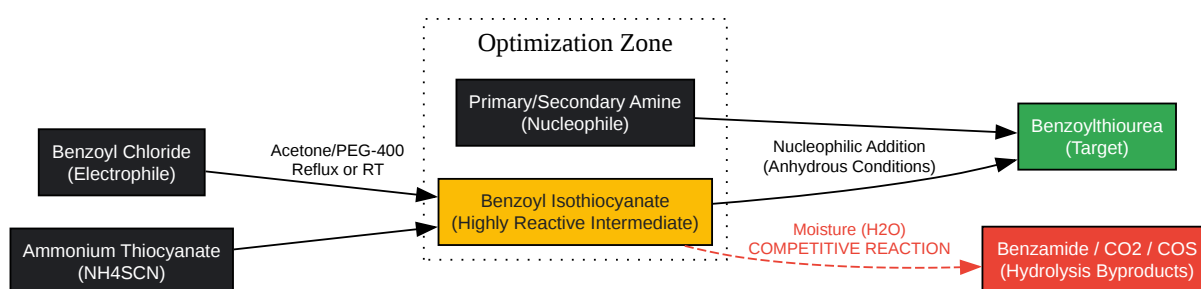 Optimization Zone
Primary/Secondary Amine
(Nucleophile)
Benzoyl Chloride
(Electrophile)
Acetone/PEG-400
Reflux or RT
Benzoyl Isothiocyanate
(Highly Reactive Intermediate)
Ammonium Thiocyanate
(NH4SCN)
Nucleophilic Addition
(Anhydrous Conditions)
Benzoylthiourea
(Target)
Moisture (H2O)
COMPETITIVE REACTION
Benzamide / CO2 / COS
(Hydrolysis Byproducts)